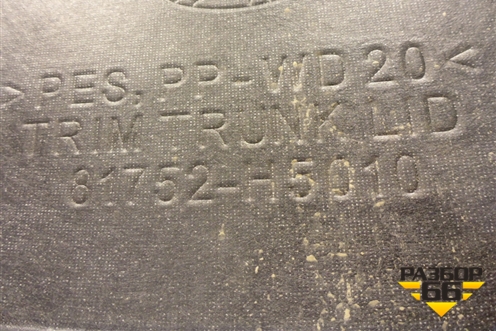 >PES, PP-WD20<
TRIM TRUNK LID
81752-H5010
РАЗБОР
66